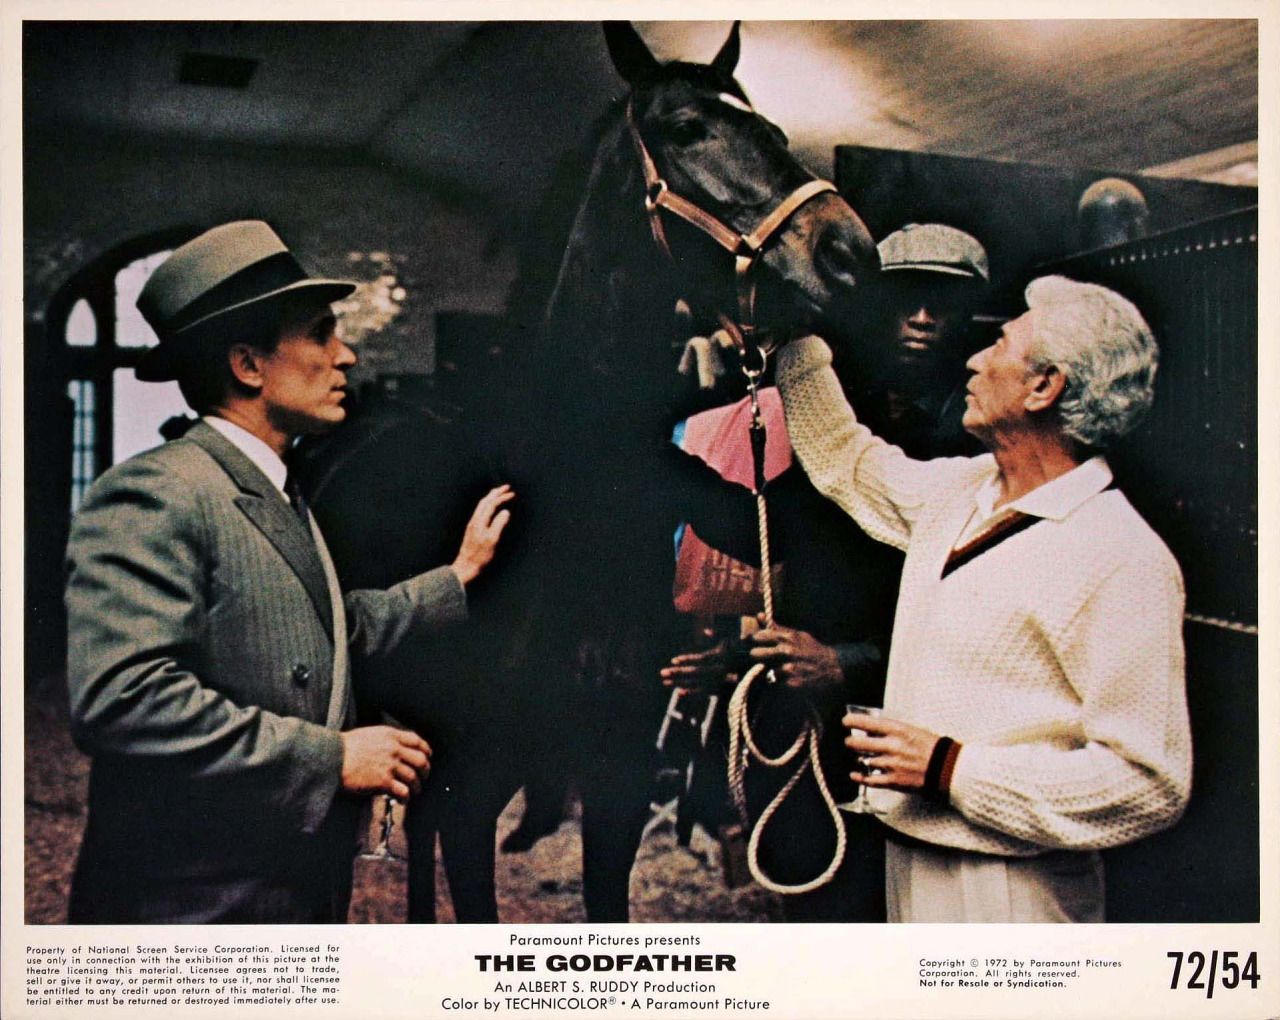 Property of National Screen Service Corporation. Licensed for
use only in connection with the exhibition of this picture at the
theatre licensing this material. Licensee agrees not to trade,
sell or give it away, or permit others to use it, nor shall licensee
be entitled to any credit upon return of this material. The ma-
terial either must be returned or destroyed immediately after use.
Paramount Pictures presents
THE GODFATHER
An ALBERT S. RUDDY Production
Color by TECHNICOLOR® • A Paramount Picture
Copyright © 1972 by Paramount Pictures
Corporation. All rights reserved.
Not for Resale or Syndication.
72/54